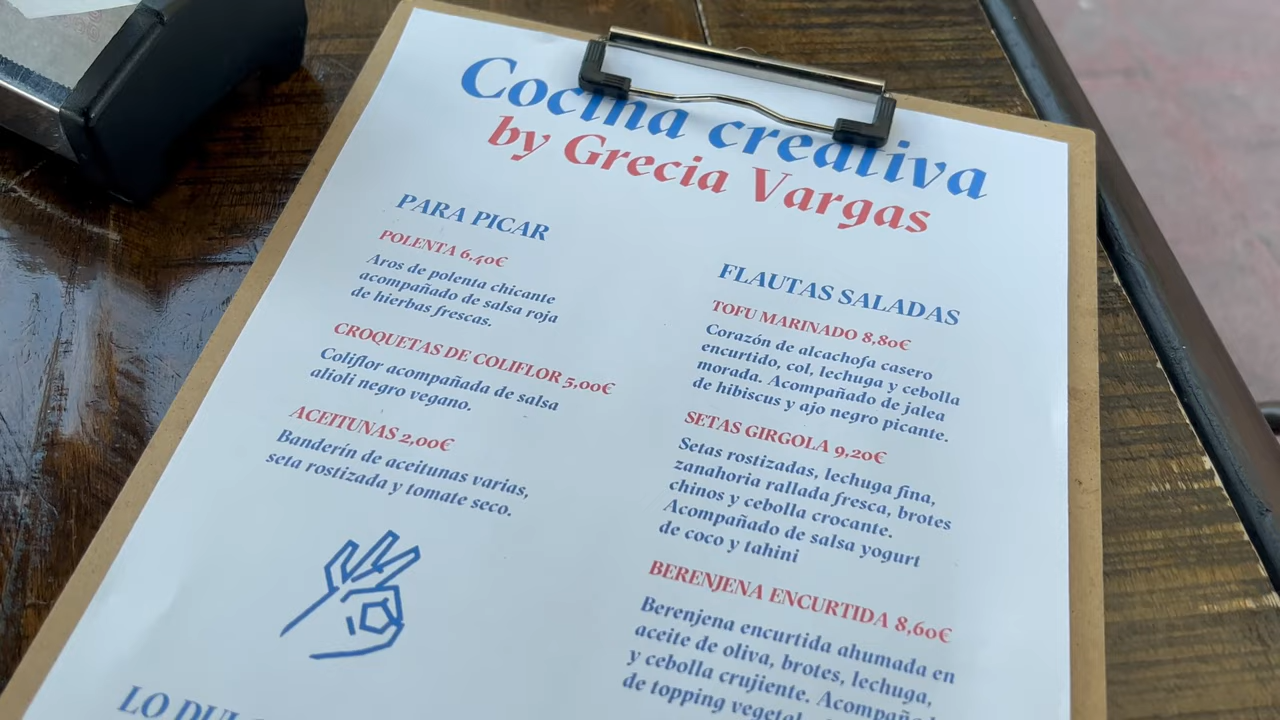 Cocina creativa
by Grecia Vargas
PARA PICAR
POLENTA 6,40€
Aros de polenta chicante
acompañado de salsa roja
de hierbas frescas.
CROQUETAS DE COLIFLOR 5,00€
Coliflor acompañada de salsa
alioli negro vegano.
ACEITUNAS 2,00€
Banderín de aceitunas varias,
seta rostizada y tomate seco.
LO
FLAUTAS SALADAS
TOFU MARINADO 8,80€
Corazón de alcachofa casero
encurtido, col, lechuga y cebolla
morada. Acompañado de jalea
de hibiscus y ajo negro picante.
SETAS GIRGOLA 9,20€
Setas rostizadas, lechuga fina,
zanahoria rallada fresca, brotes
chinos y cebolla crocante.
Acompañado de salsa yogurt
de coco y tahini
BERENJENA ENCURTIDA 8,60€
Berenjena encurtida ahumada en
aceite de oliva, brotes, lechuga,
y cebolla crujiente.
de topping